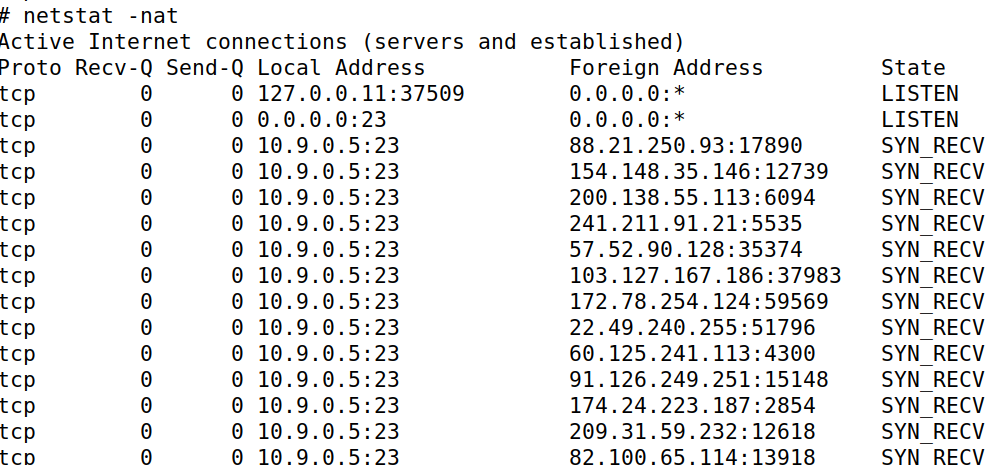 # netstat -nat
Active Internet connections (servers and established)
Proto Recv-Q Send-Q Local Address           Foreign Address         State
tcp        0      0 127.0.0.11:37509        0.0.0.0:*               LISTEN
tcp        0      0 0.0.0.0:23              0.0.0.0:*               LISTEN
tcp        0      0 10.9.0.5:23             88.21.250.93:17890      SYN_RECV
tcp        0      0 10.9.0.5:23             154.148.35.146:12739    SYN_RECV
tcp        0      0 10.9.0.5:23             200.138.55.113:6094     SYN_RECV
tcp        0      0 10.9.0.5:23             241.211.91.21:5535      SYN_RECV
tcp        0      0 10.9.0.5:23             57.52.90.128:35374      SYN_RECV
tcp        0      0 10.9.0.5:23             103.127.167.186:37983   SYN_RECV
tcp        0      0 10.9.0.5:23             172.78.254.124:59569    SYN_RECV
tcp        0      0 10.9.0.5:23             22.49.240.255:51796     SYN_RECV
tcp        0      0 10.9.0.5:23             60.125.241.113:4300     SYN_RECV
tcp        0      0 10.9.0.5:23             91.126.249.251:15148    SYN_RECV
tcp        0      0 10.9.0.5:23             174.24.223.187:2854     SYN_RECV
tcp        0      0 10.9.0.5:23             209.31.59.232:12618     SYN_RECV
tcp        0      0 10.9.0.5:23             82.100.65.114:13918     SYN_RECV